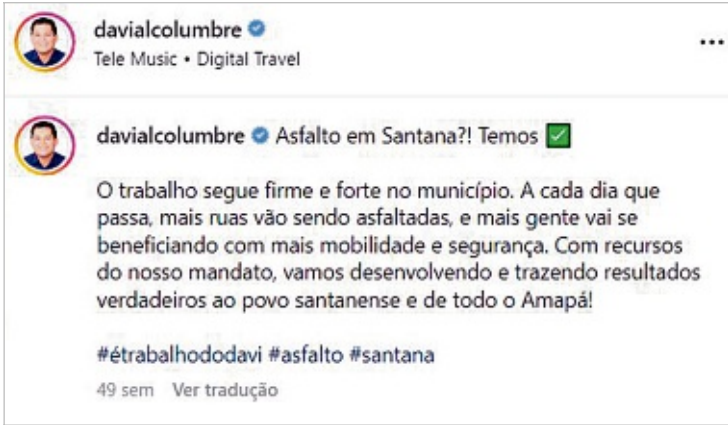 davialcolumbre
Tele Music • Digital Travel
davialcolumbre Asfalto em Santana?! Temos ✅
O trabalho segue firme e forte no município. A cada dia que
passa, mais ruas vão sendo asfaltadas, e mais gente vai se
beneficiando com mais mobilidade e segurança. Com recursos
do nosso mandato, vamos desenvolvendo e trazendo resultados
verdadeiros ao povo santanense e de todo o Amapá!
#étrabalhododavi #asfalto #santana
49 sem Ver tradução